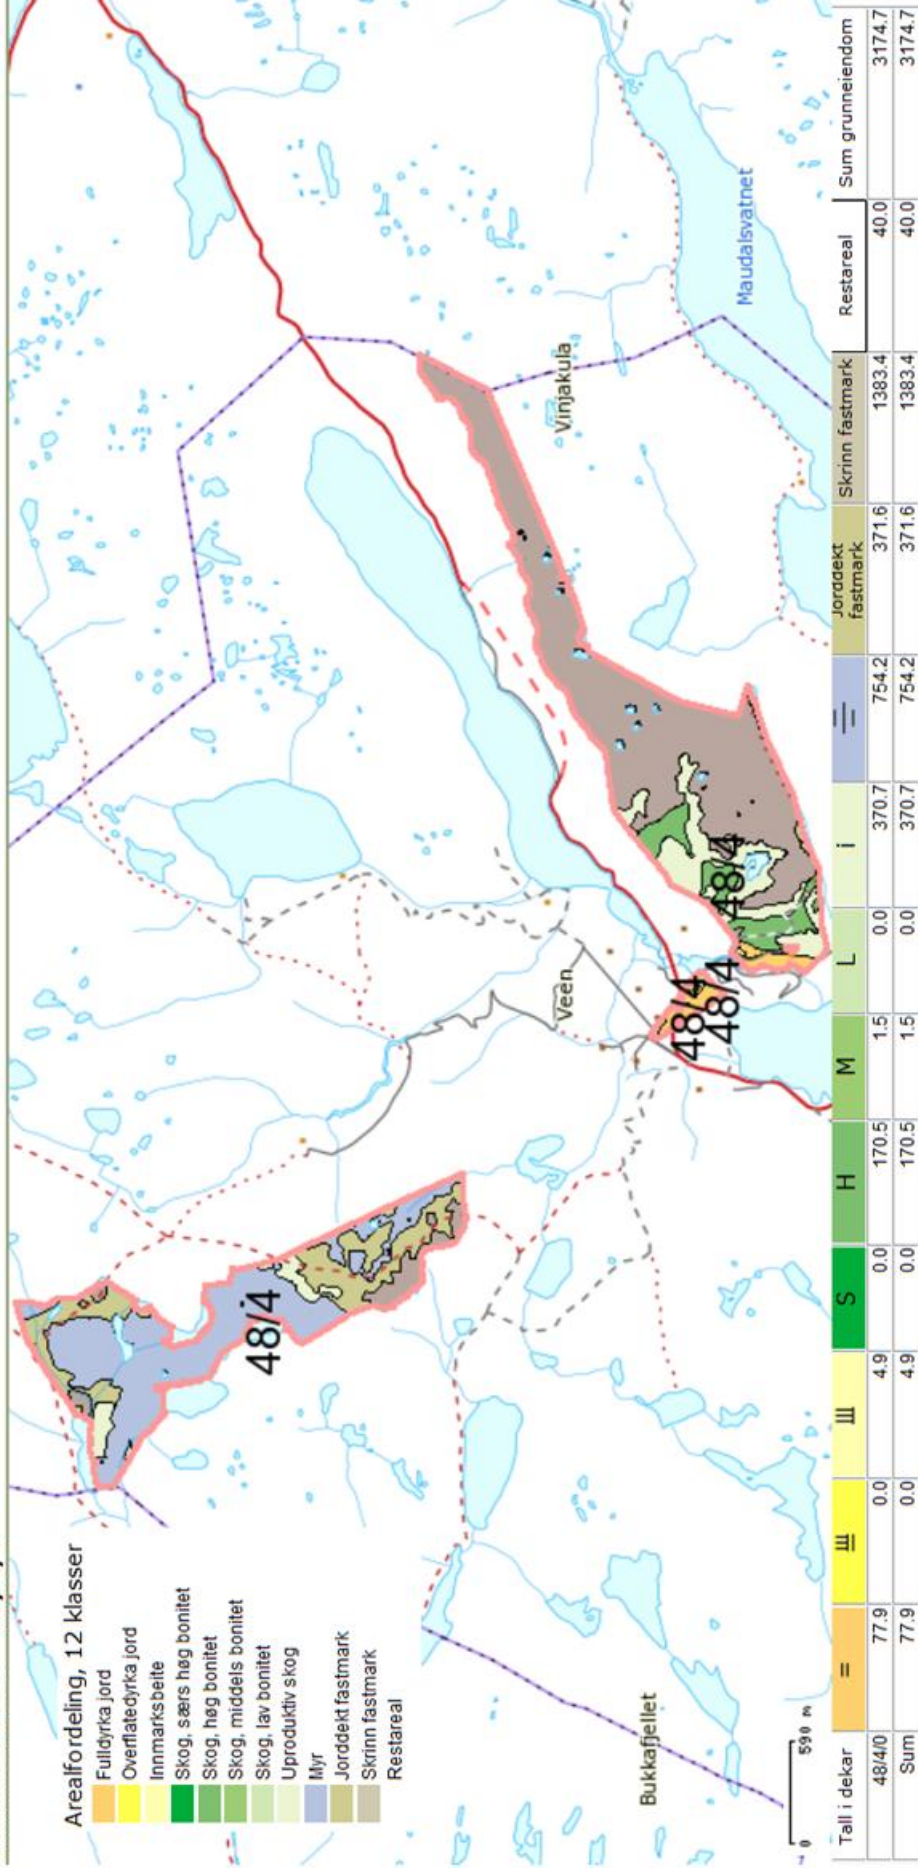 Arealfordeling, 12 klasser
Fulldyrka jord
Overflatedyrka jord
Innmarksbeite
Skog, særs høg bonitet
Skog, høg bonitet
Skog, middels bonitet
Skog, lav bonitet
Uproduktiv skog
Myr
Jorddekt fastmark
Skrinn fastmark
Restareal
48/4
Veen
48/4
48/4
48/4
Vinjakula
Maudalsvatnet
Bukkafjellet
0 590 m
Tall i dekar = S H M L i Jorddekt fastmark Skrinn fastmark Restareal Sum grunneiendom
48/4/0 77.9 0.0 4.9 0.0 170.5 1.5 0.0 370.7 754.2 371.6 1383.4 40.0 3174.7
Sum 77.9 0.0 4.9 0.0 170.5 1.5 0.0 370.7 754.2 371.6 1383.4 40.0 3174.7